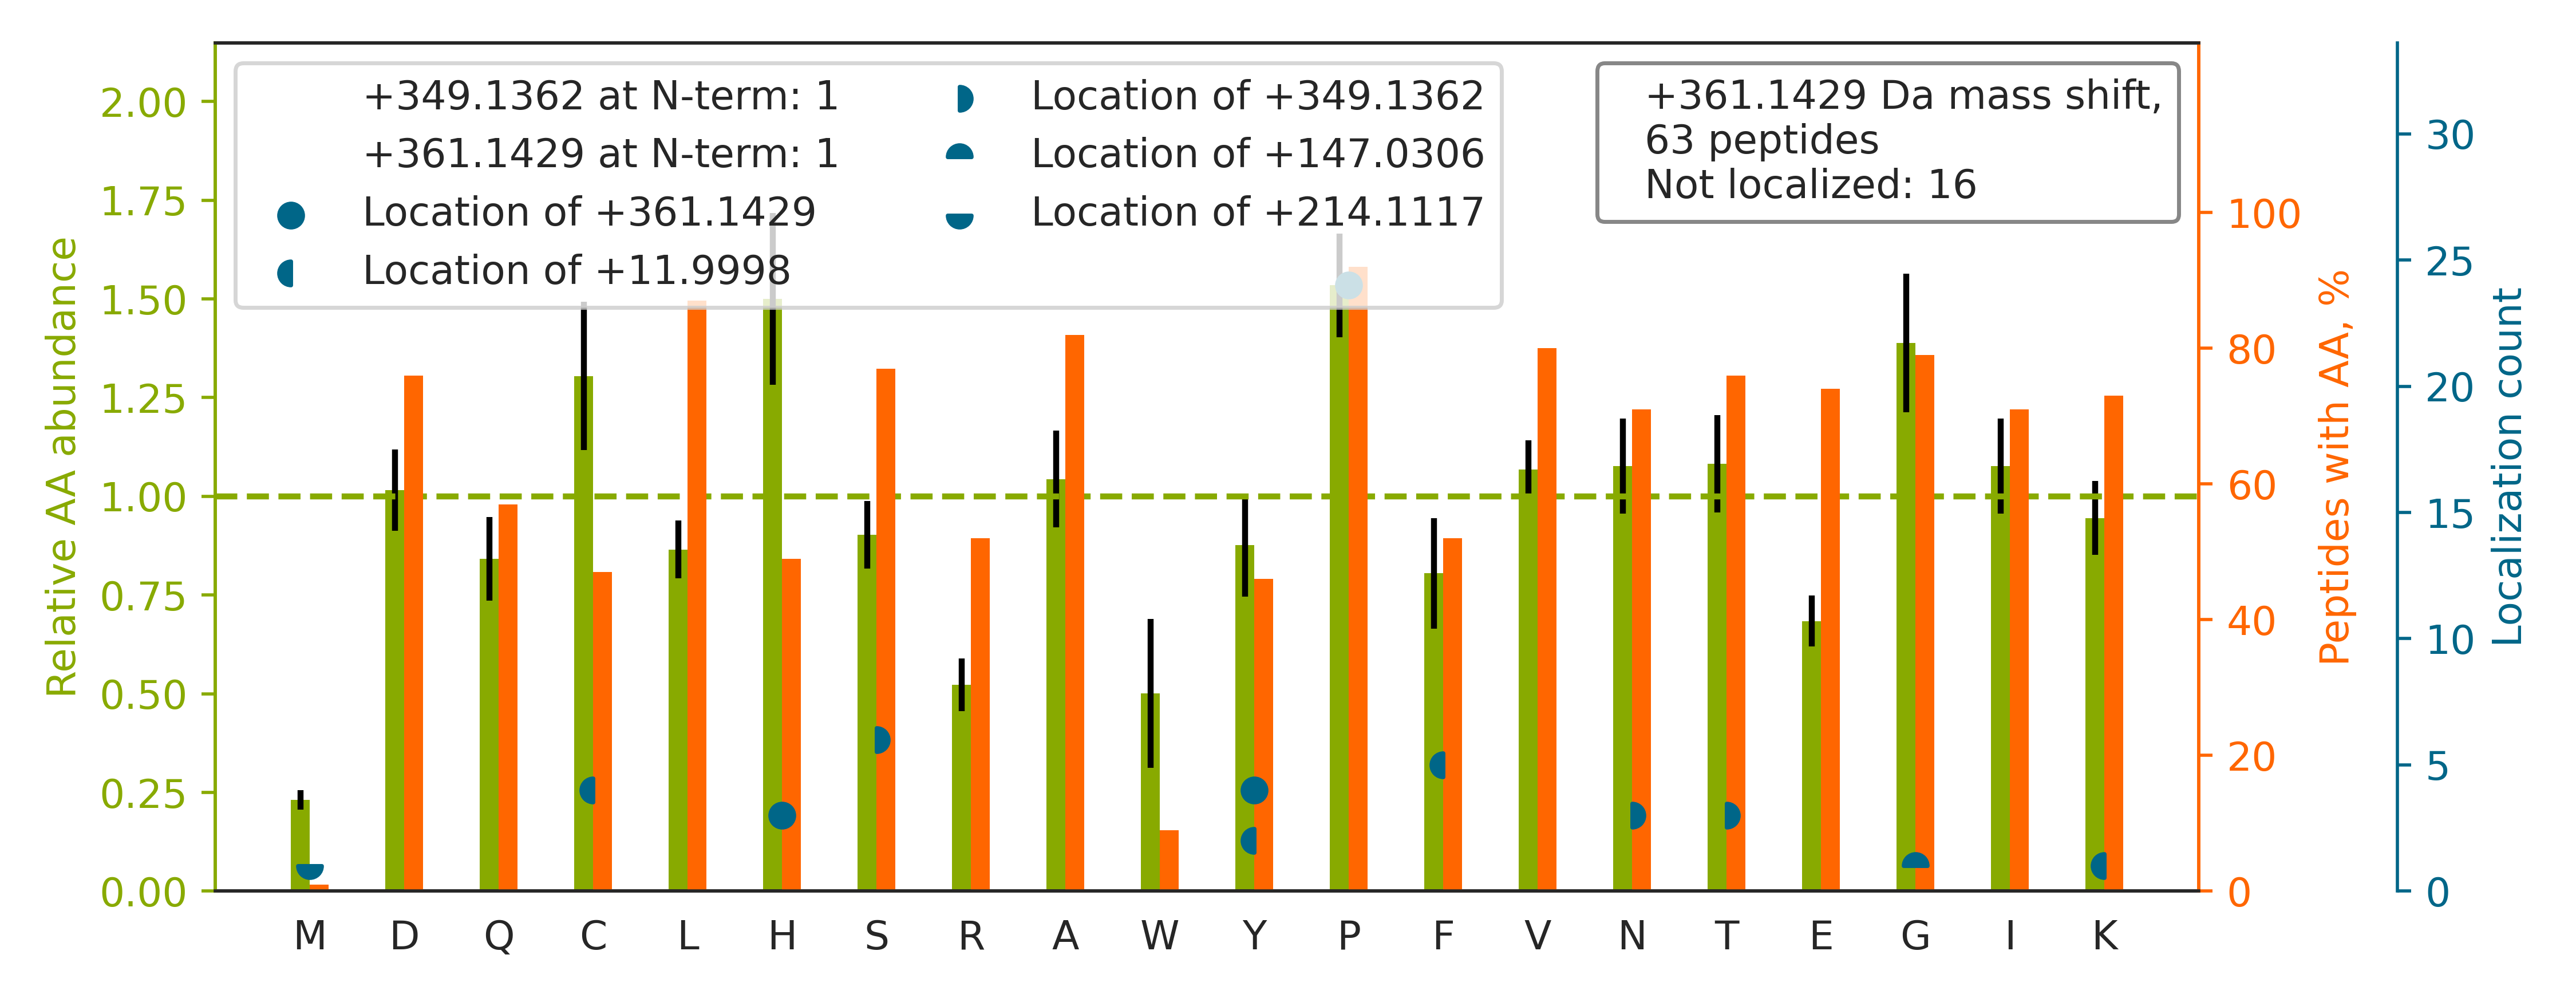 +349.1362 at N-term: 1
+361.1429 at N-term: 1
Location of +361.1429
Location of +11.9998
Location of +349.1362
Location of +147.0306
Location of +214.1117
+361.1429 Da mass shift,
63 peptides
Not localized: 16
Relative AA abundance
2.00
1.75
1.50
1.25
1.00
0.75
0.50
0.25
0.00
M D Q C L H S R A W Y P F V N T E G I K
100
80
60
40
20
0
Peptides with AA, %
30
25
20
15
10
5
0
Localization count